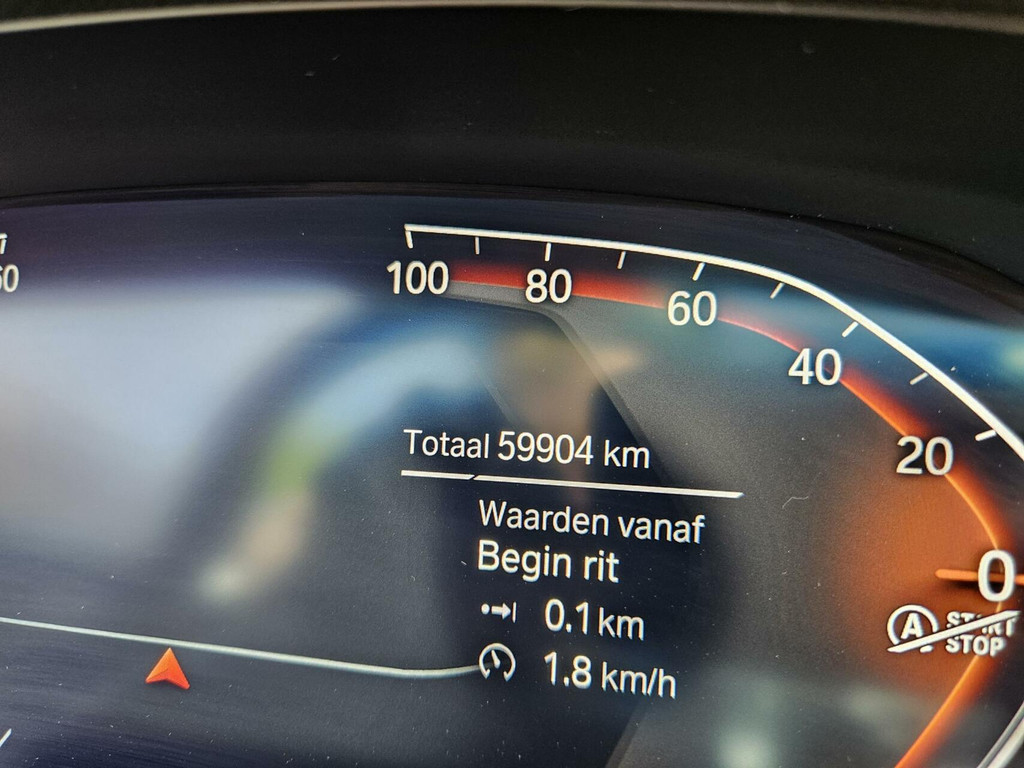 100
80
60
40
20
0
Totaal 59904 km
Waarden vanaf
Begin rit
0.1 km
1.8 km/h
A START
STOP